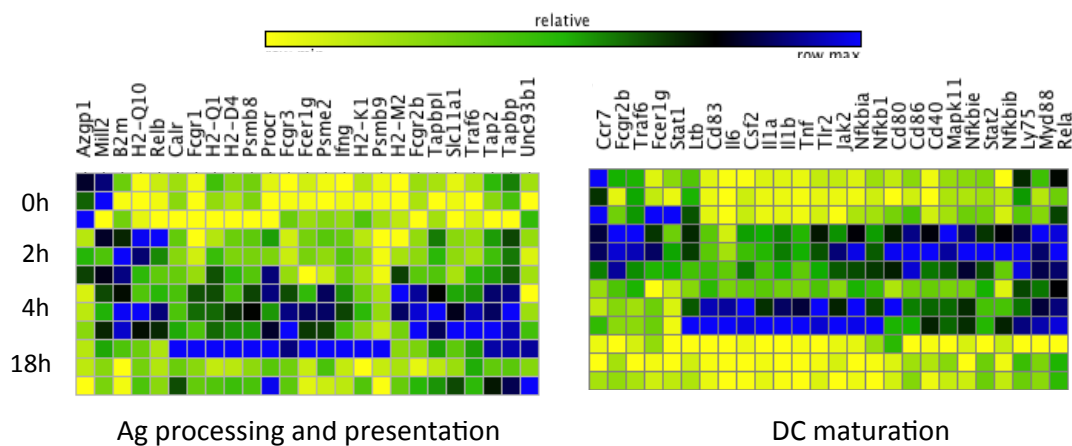 relative
row max
Azgp1
Mill2
B2m
H2-Q10
Relb
Calr
Fcgr1
H2-Q1
H2-D4
Psmb8
Procr
Fcgr3
Fcer1g
Psme2
Ifng
H2-K1
Psmb9
H2-M2
Fcgr2b
Tapbpl
Slc11a1
Traf6
Tap2
Tapbp
Unc93b1
0h
2h
4h
18h
Ag processing and presentation
Ccr7
Fcgr2b
Traf6
Fcer1g
Stat1
Ltb
Cd83
Il6
Csf2
Il1a
Il1b
Tnf
Tlr2
Jak2
Nfkbia
Nfkb1
Cd80
Cd86
Cd40
Mapk11
Nfkbie
Stat2
Nfkbib
Ly75
Myd88
Rela
DC maturation